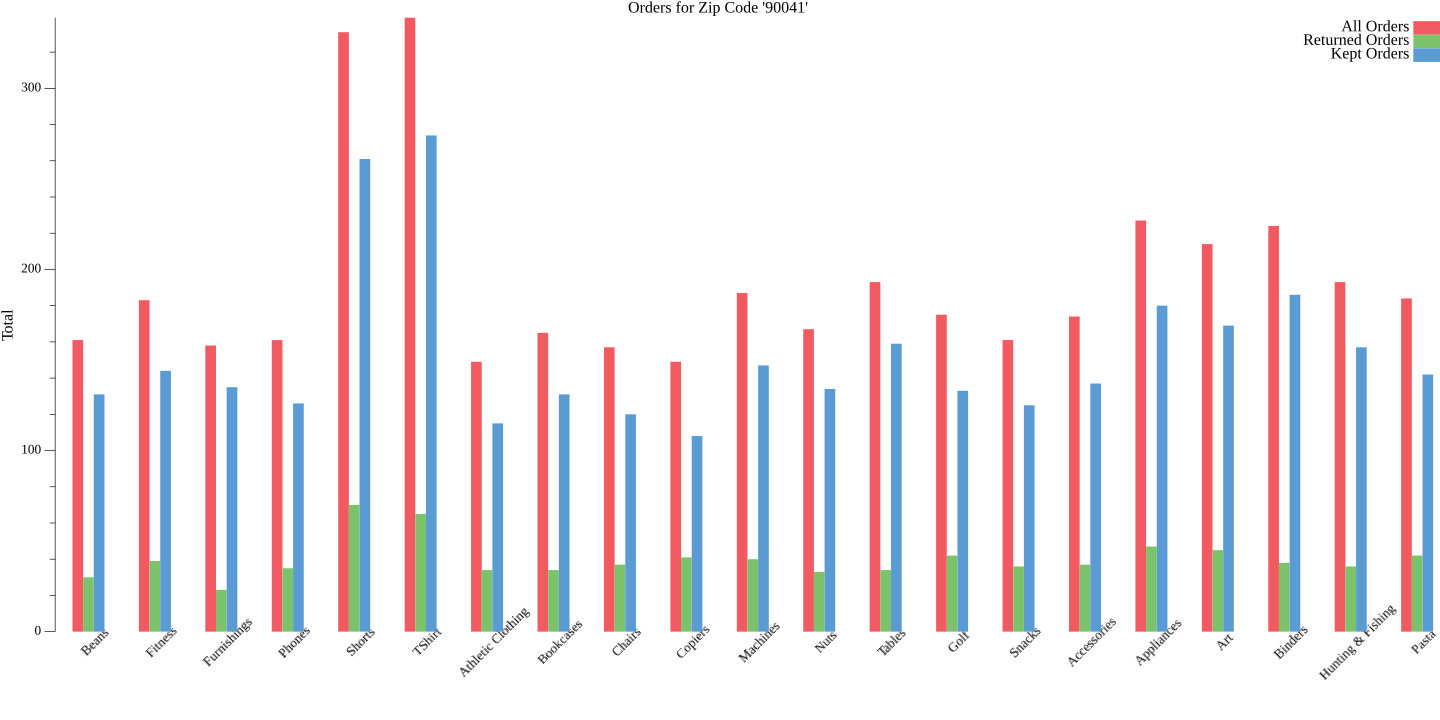 Orders for Zip Code '90041'
All Orders
Returned Orders
Kept Orders
Total
300
200
100
0
Beans
Fitness
Furnishings
Phones
Shorts
TShirt
Athletic Clothing
Bookcases
Chairs
Copiers
Machines
Nuts
Tables
Golf
Snacks
Accessories
Appliances
Art
Binders
Hunting & Fishing
Pasta